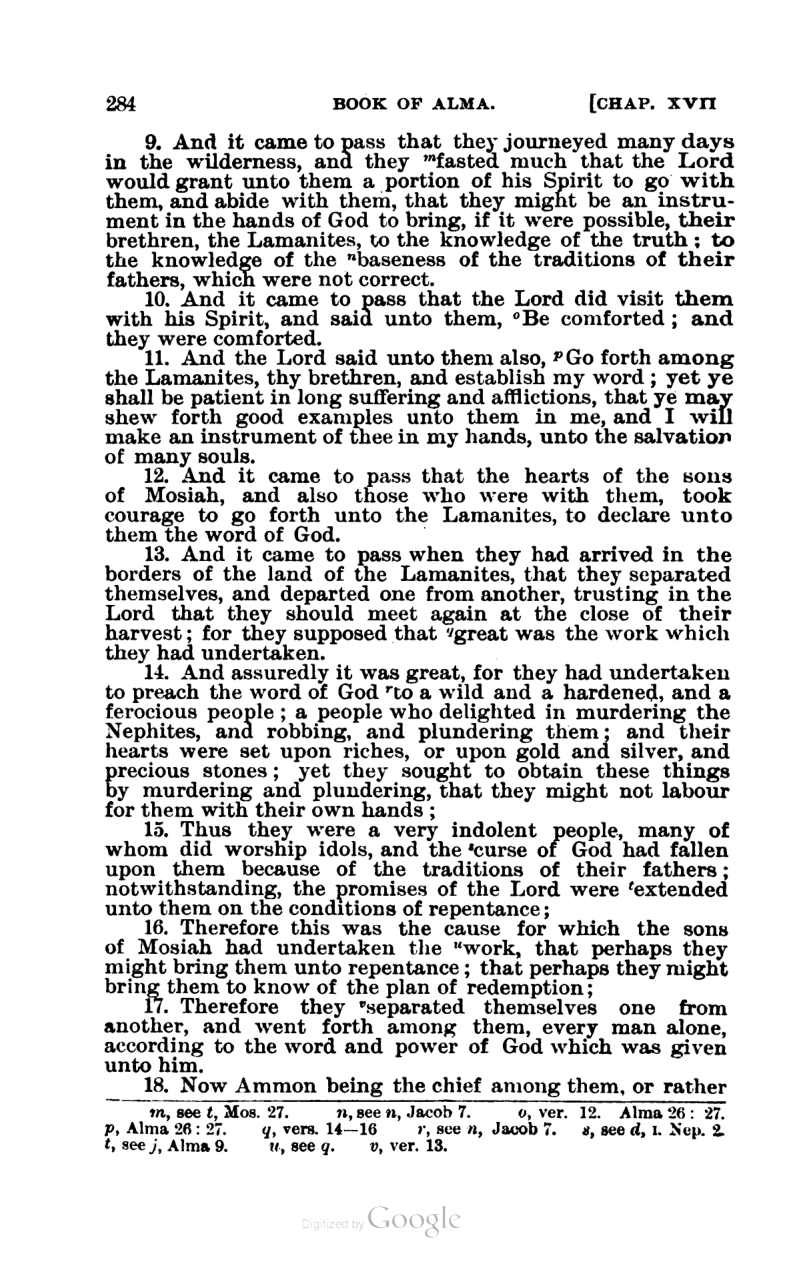 284 BOOK OF ALMA. [CHAP. XVII
9. And it came to pass that they journeyed many days
in the wilderness, and they ᵐfasted much that the Lord
would grant unto them a portion of his Spirit to go with
them, and abide with them, that they might be an instru-
ment in the hands of God to bring, if it were possible, their
brethren, the Lamanites, to the knowledge of the truth; to
the knowledge of the ⁿbaseness of the traditions of their
fathers, which were not correct.
10. And it came to pass that the Lord did visit them
with his Spirit, and said unto them, ᵒBe comforted; and
they were comforted.
11. And the Lord said unto them also, ᵖGo forth among
the Lamanites, thy brethren, and establish my word; yet ye
shall be patient in long suffering and afflictions, that ye may
shew forth good examples unto them in me, and I will
make an instrument of thee in my hands, unto the salvation
of many souls.
12. And it came to pass that the hearts of the sons
of Mosiah, and also those who were with them, took
courage to go forth unto the Lamanites, to declare unto
them the word of God.
13. And it came to pass when they had arrived in the
borders of the land of the Lamanites, that they separated
themselves, and departed one from another, trusting in the
Lord that they should meet again at the close of their
harvest; for they supposed that qgreat was the work which
they had undertaken.
14. And assuredly it was great, for they had undertaken
to preach the word of God ʳto a wild and a hardened, and a
ferocious people; a people who delighted in murdering the
Nephites, and robbing, and plundering them; and their
hearts were set upon riches, or upon gold and silver, and
precious stones; yet they sought to obtain these things
by murdering and plundering, that they might not labour
for them with their own hands;
15. Thus they were a very indolent people, many of
whom did worship idols, and the ˢcurse of God had fallen
upon them because of the traditions of their fathers;
notwithstanding, the promises of the Lord were ᵗextended
unto them on the conditions of repentance;
16. Therefore this was the cause for which the sons
of Mosiah had undertaken the ᵘwork, that perhaps they
might bring them unto repentance; that perhaps they might
bring them to know of the plan of redemption;
17. Therefore they ᵛseparated themselves one from
another, and went forth among them, every man alone,
according to the word and power of God which was given
unto him.
18. Now Ammon being the chief among them, or rather
m, see t, Mos. 27. n, see n, Jacob 7. o, ver. 12. Alma 26: 27.
p, Alma 26: 27. q, vers. 14—16 r, see n, Jacob 7. s, see d, I. Nep. 2.
t, see j, Alma 9. u, see q. v, ver. 13.
Digitized by Google